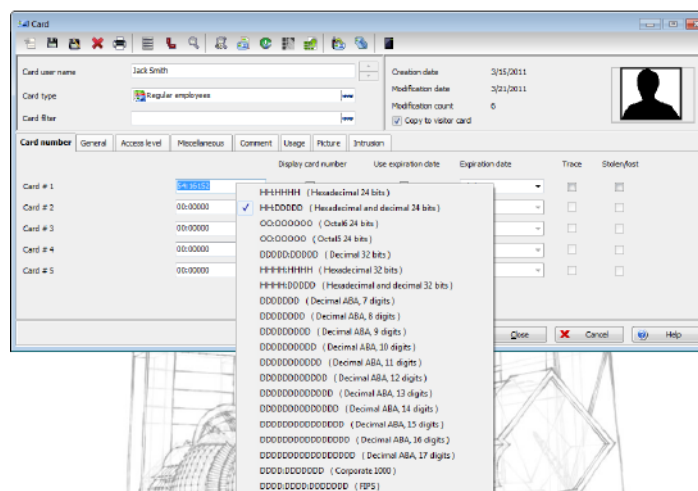 Card
Card user name
Jack Smith
Creation date
3/15/2011
Card type
Regular employees
Modification date
3/21/2011
Modification count
6
Card filter
Copy to visitor card
Card number General Access level Miscellaneous Comment Usage Picture Intrusion
Display card number Use expiration date Expiration date Trace Stolen/lost
Card # 1
54:16152
Card # 2
00:00000
Card # 3
00:00000
Card # 4
00:00000
Card # 5
00:00000
HH:HHHH (Hexadecimal 24 bits)
HH:DDDDD (Hexadecimal and decimal 24 bits)
OO:OOOOOO (Octal6 24 bits)
OO:OOOOO (Octal5 24 bits)
DDDDD:DDDDD (Decimal 32 bits)
HHHH:HHHH (Hexadecimal 32 bits)
HHHH:DDDDD (Hexadecimal and decimal 32 bits)
DDDDDDD (Decimal ABA, 7 digits)
DDDDDDDD (Decimal ABA, 8 digits)
DDDDDDDDD (Decimal ABA, 9 digits)
DDDDDDDDDD (Decimal ABA, 10 digits)
DDDDDDDDDDD (Decimal ABA, 11 digits)
DDDDDDDDDDDD (Decimal ABA, 12 digits)
DDDDDDDDDDDDD (Decimal ABA, 13 digits)
DDDDDDDDDDDDDD (Decimal ABA, 14 digits)
DDDDDDDDDDDDDDD (Decimal ABA, 15 digits)
DDDDDDDDDDDDDDDD (Decimal ABA, 16 digits)
DDDDDDDDDDDDDDDDD (Decimal ABA, 17 digits)
DDDD:DDDDDDD (Corporate 1000)
DDDD:DDDD:DDDDDDD (FIPS)
Close Cancel Help